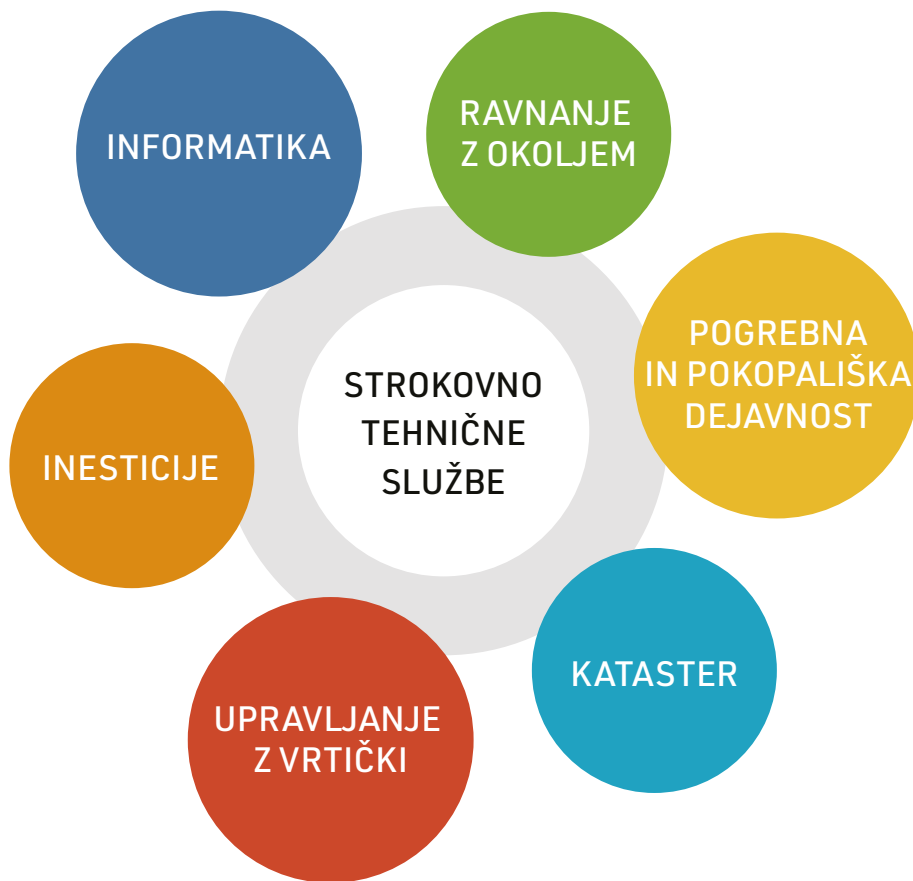 INFORMATIKA
RAVNANJE
Z OKOLJEM
POGREBNA
IN POKOPALIŠKA
DEJAVNOST
STROKOVNO
TEHNIČNE
SLUŽBE
INESTICIJE
KATASTER
UPRAVLJANJE
Z VRTIČKI